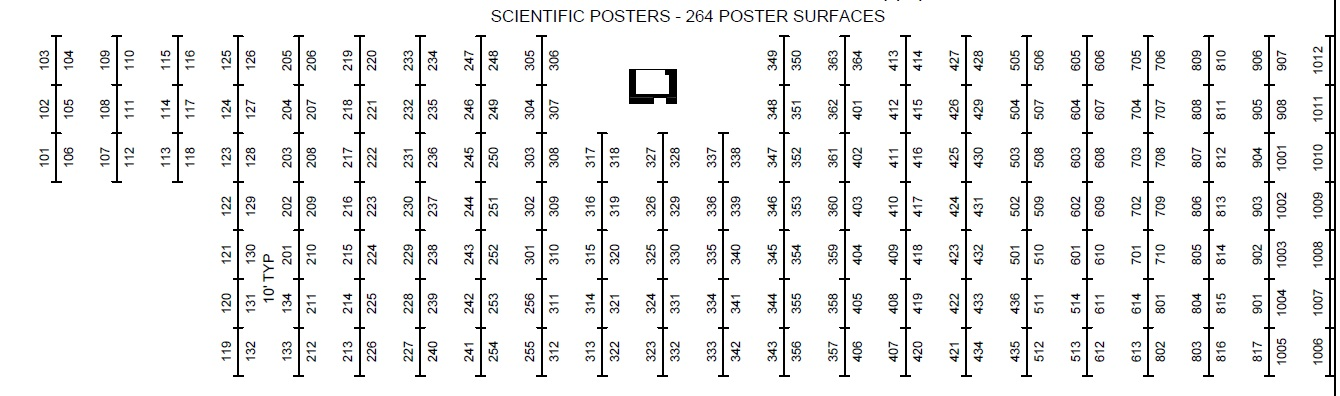 SCIENTIFIC POSTERS - 264 POSTER SURFACES
103 104 109 110 115 116 125 126 205 206 219 220 233 234 247 248 305 306 349 350 363 364 413 414 427 428 505 506 605 606 705 706 809 810 906 907 1012
102 105 108 111 114 117 124 127 204 207 218 221 232 235 246 249 304 307 348 351 362 401 412 415 426 429 504 507 604 607 704 707 808 811 905 908 1011
101 106 107 112 113 118 123 128 203 208 217 222 231 236 245 250 303 308 317 318 327 328 337 338 347 352 361 402 411 416 425 430 503 508 603 608 703 708 807 812 904 1001 1010
122 129 202 209 216 223 230 237 244 251 302 309 316 319 326 329 336 339 346 353 360 403 410 417 424 431 502 509 602 609 702 709 806 813 903 1002 1009
121 130 201 210 215 224 229 238 243 252 301 310 315 320 325 330 335 340 345 354 359 404 409 418 423 432 501 510 601 610 701 710 805 814 902 1003 1008
10' TYP
120 131 134 211 214 225 228 239 242 253 256 311 314 321 324 331 334 341 344 355 358 405 408 419 422 433 436 511 514 611 614 801 804 815 901 1004 1007
119 132 133 212 213 226 227 240 241 254 255 312 313 322 323 332 333 342 343 356 357 406 407 420 421 434 435 512 513 612 613 802 803 816 817 1005 1006